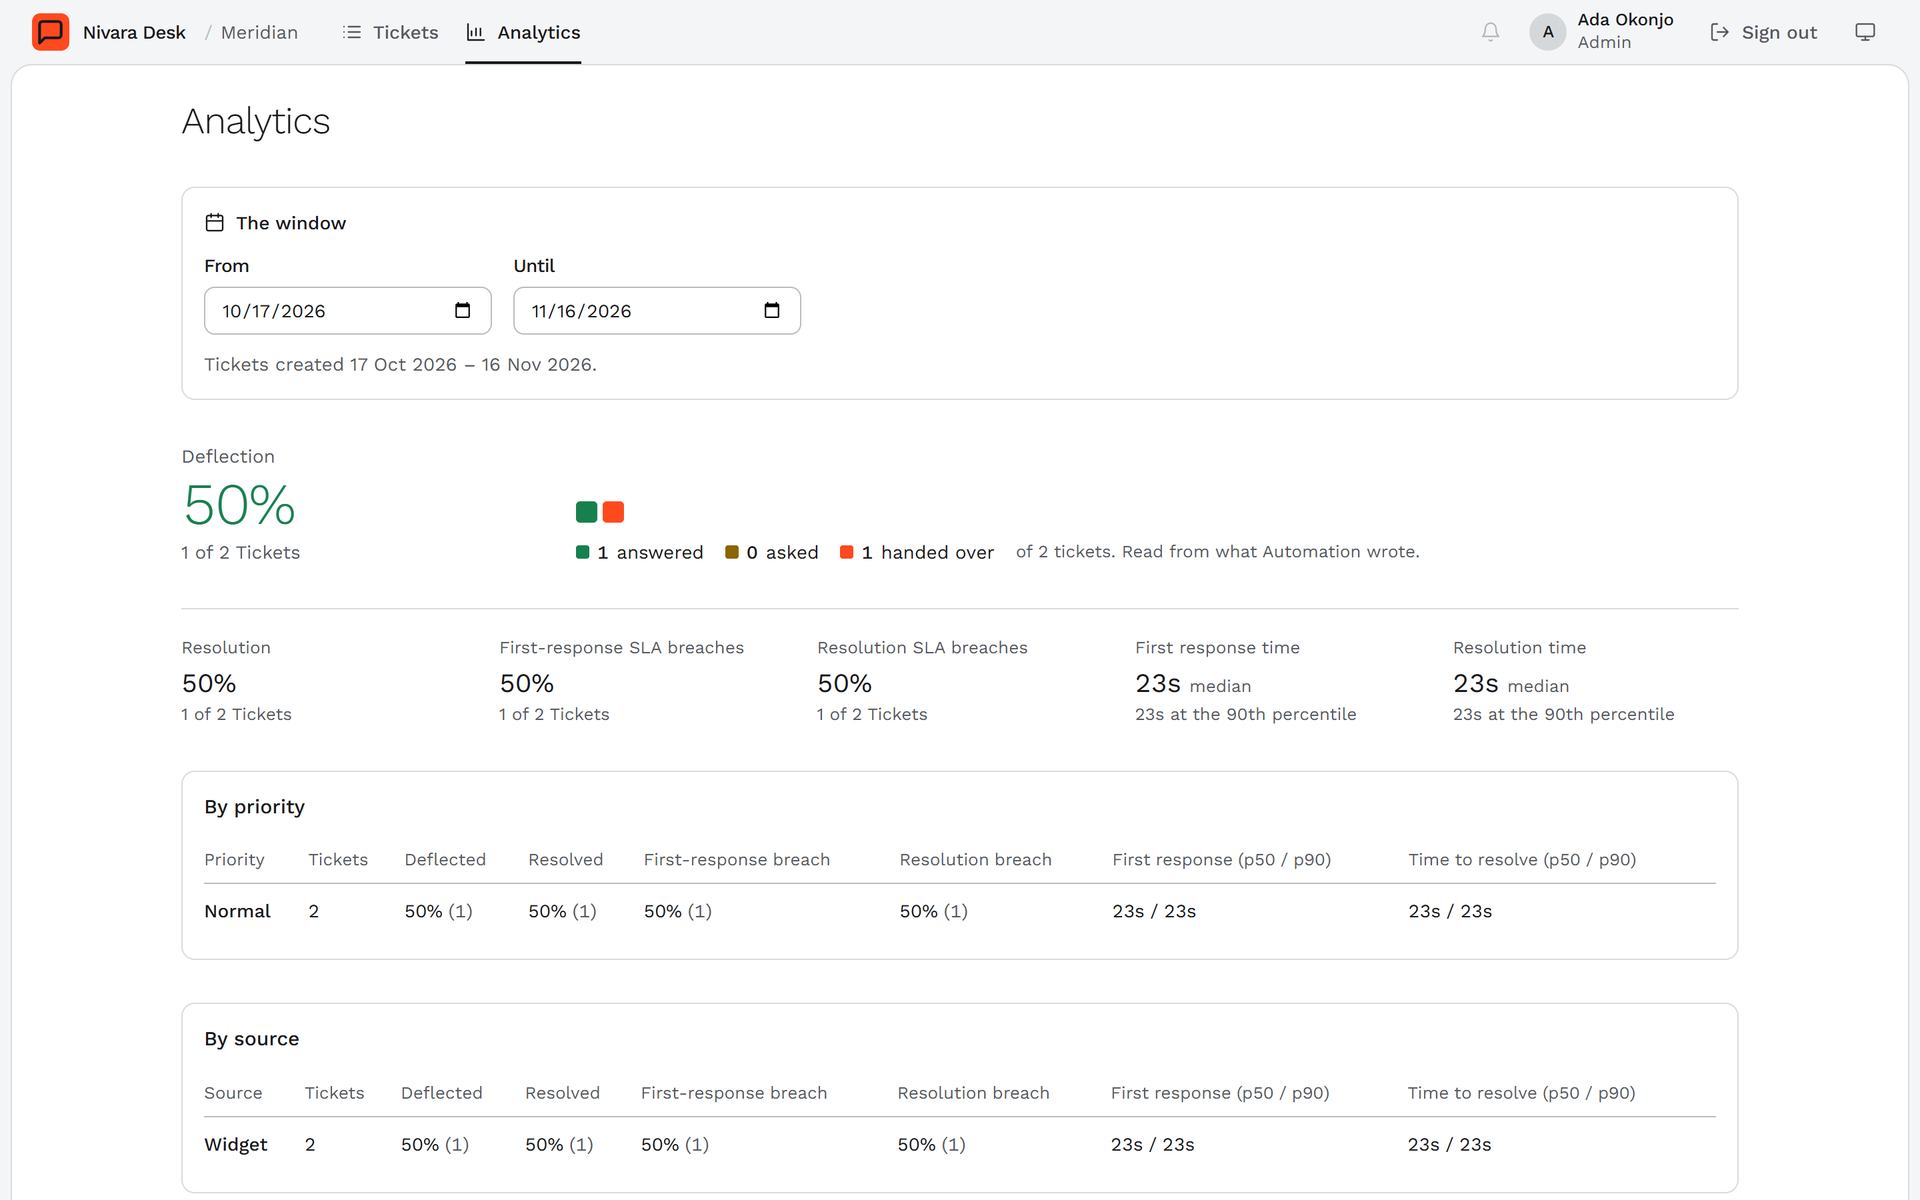 Nivara Desk / Meridian Tickets Analytics A Ada Okonjo Sign out
Admin
Analytics
The window
From Until
10/17/2026 11/16/2026
Tickets created 17 Oct 2026 – 16 Nov 2026.
Deflection
50%
1 of 2 Tickets
1 answered 0 asked 1 handed over of 2 tickets. Read from what Automation wrote.
Resolution First-response SLA breaches Resolution SLA breaches First response time Resolution time
50% 50% 50% 23s median 23s median
1 of 2 Tickets 1 of 2 Tickets 1 of 2 Tickets 23s at the 90th percentile 23s at the 90th percentile
By priority
Priority Tickets Deflected Resolved First-response breach Resolution breach First response (p50 / p90) Time to resolve (p50 / p90)
Normal 2 50% (1) 50% (1) 50% (1) 50% (1) 23s / 23s 23s / 23s
By source
Source Tickets Deflected Resolved First-response breach Resolution breach First response (p50 / p90) Time to resolve (p50 / p90)
Widget 2 50% (1) 50% (1) 50% (1) 50% (1) 23s / 23s 23s / 23s